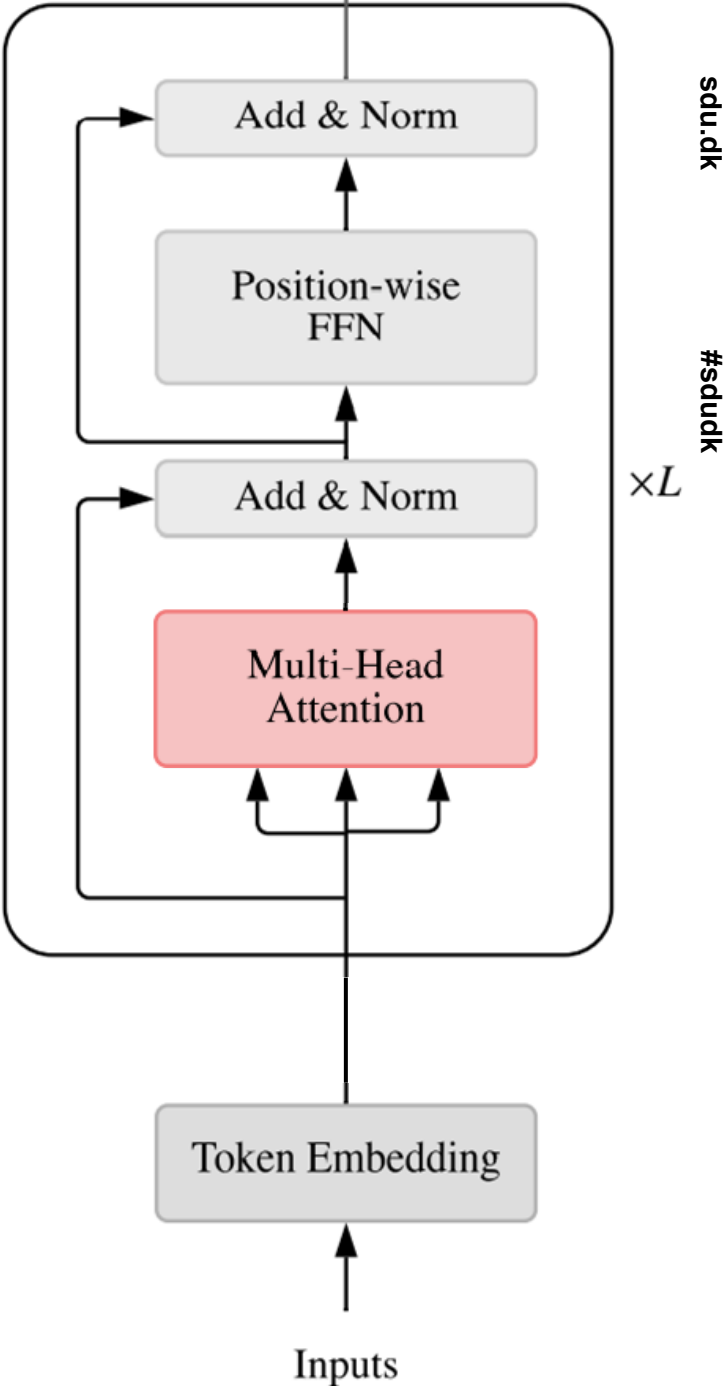 Add & Norm
Position-wise
FFN
Add & Norm
Multi-Head
Attention
Token Embedding
Inputs
×L
sdu.dk
#sdudk